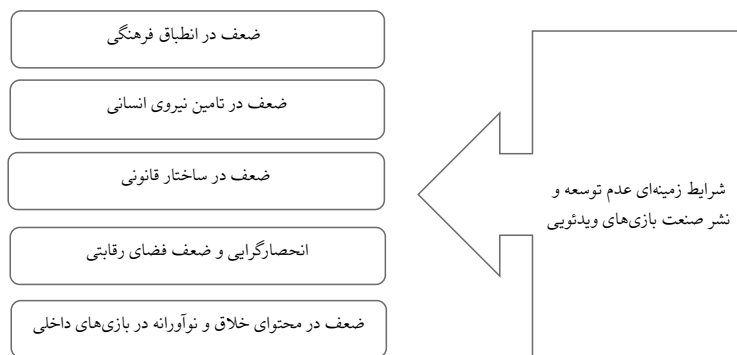 شرایط زمینه‌ای عدم توسعه و
نشر صنعت بازی‌های ویدئویی
ضعف در انطباق فرهنگی
ضعف در تامین نیروی انسانی
ضعف در ساختار قانونی
انحصارگرایی و ضعف فضای رقابتی
ضعف در محتوای خلاق و نوآورانه در بازی‌های داخلی